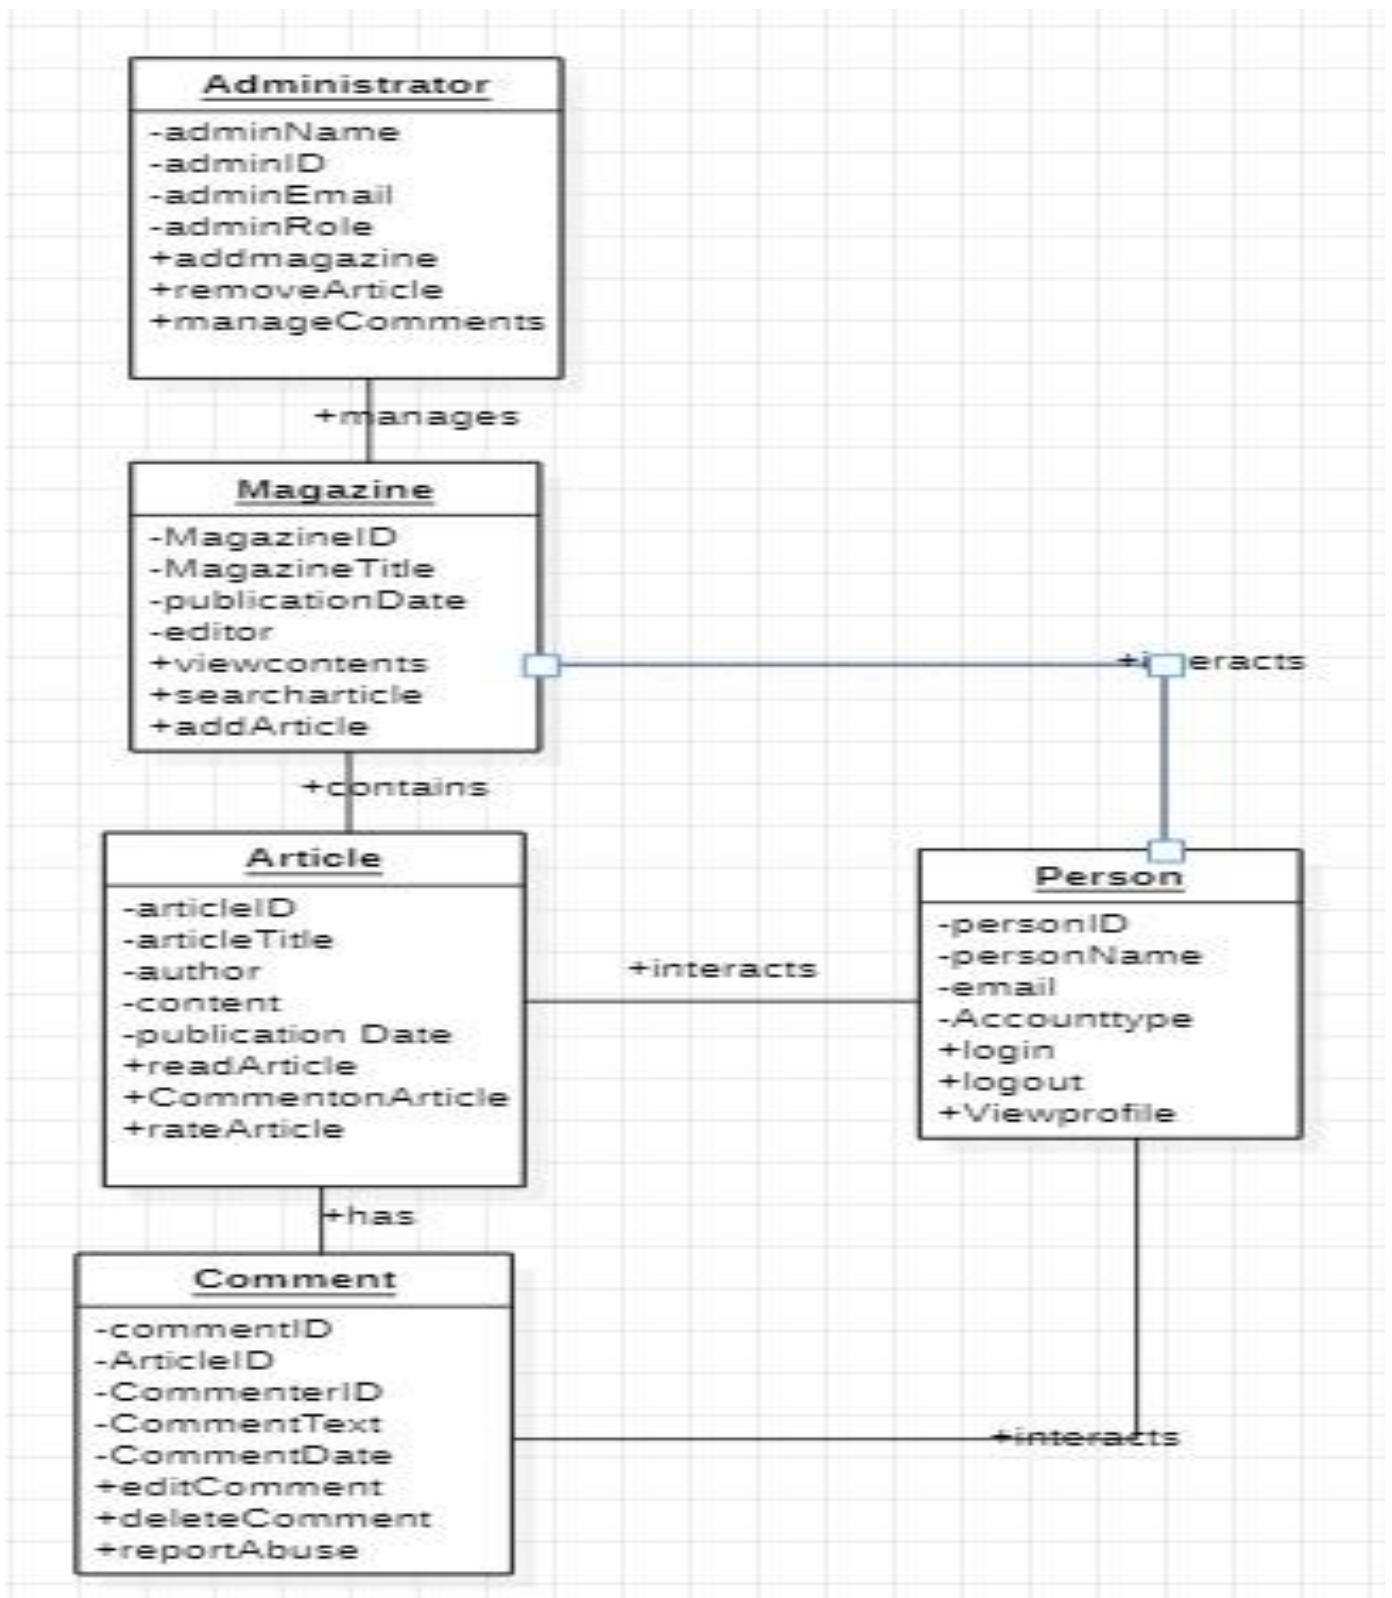 Administrator
-adminName
-adminID
-adminEmail
-adminRole
+addmagazine
+removeArticle
+manageComments
+manages
Magazine
-MagazineID
-MagazineTitle
-publicationDate
-editor
+viewcontents
+searcharticle
+addArticle
+interacts
+contains
Article
-articleID
-articleTitle
-author
-content
-publication Date
+readArticle
+CommentonArticle
+rateArticle
+interacts
Person
-personID
-personName
-email
-Accounttype
+login
+logout
+Viewprofile
+has
Comment
-commentID
-ArticleID
-CommenterID
-CommentText
-CommentDate
+editComment
+deleteComment
+reportAbuse
+interacts